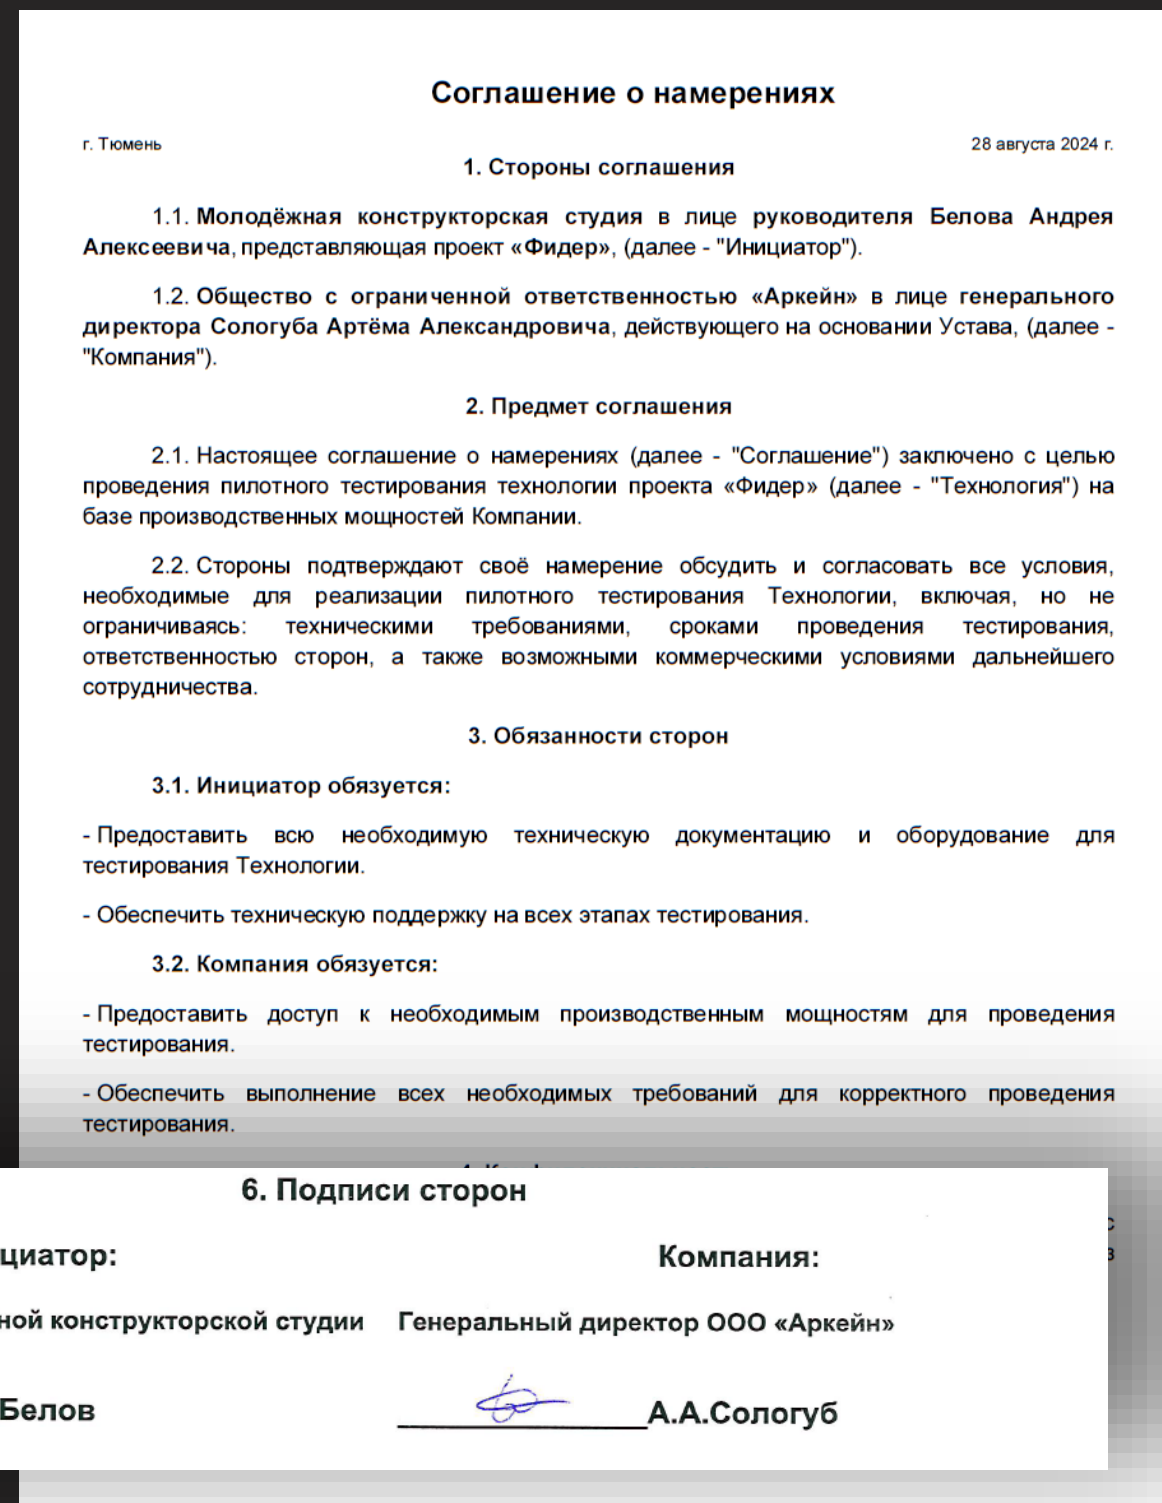 Соглашение о намерениях
г. Тюмень 28 августа 2024 г.
1. Стороны соглашения
1.1. Молодёжная конструкторская студия в лице руководителя Белова Андрея
Алексеевича, представляющая проект «Фидер», (далее - "Инициатор").
1.2. Общество с ограниченной ответственностью «Аркейн» в лице генерального
директора Сологуба Артёма Александровича, действующего на основании Устава, (далее -
"Компания").
2. Предмет соглашения
2.1. Настоящее соглашение о намерениях (далее - "Соглашение") заключено с целью
проведения пилотного тестирования технологии проекта «Фидер» (далее - "Технология") на
базе производственных мощностей Компании.
2.2. Стороны подтверждают своё намерение обсудить и согласовать все условия,
необходимые для реализации пилотного тестирования Технологии, включая, но не
ограничиваясь: техническими требованиями, сроками проведения тестирования,
ответственностью сторон, а также возможными коммерческими условиями дальнейшего
сотрудничества.
3. Обязанности сторон
3.1. Инициатор обязуется:
- Предоставить всю необходимую техническую документацию и оборудование для
тестирования Технологии.
- Обеспечить техническую поддержку на всех этапах тестирования.
3.2. Компания обязуется:
- Предоставить доступ к необходимым производственным мощностям для проведения
тестирования.
- Обеспечить выполнение всех необходимых требований для корректного проведения
тестирования.
6. Подписи сторон
циатор: Компания:
ной конструкторской студии Генеральный директор ООО «Аркейн»
Белов А.А.Сологуб